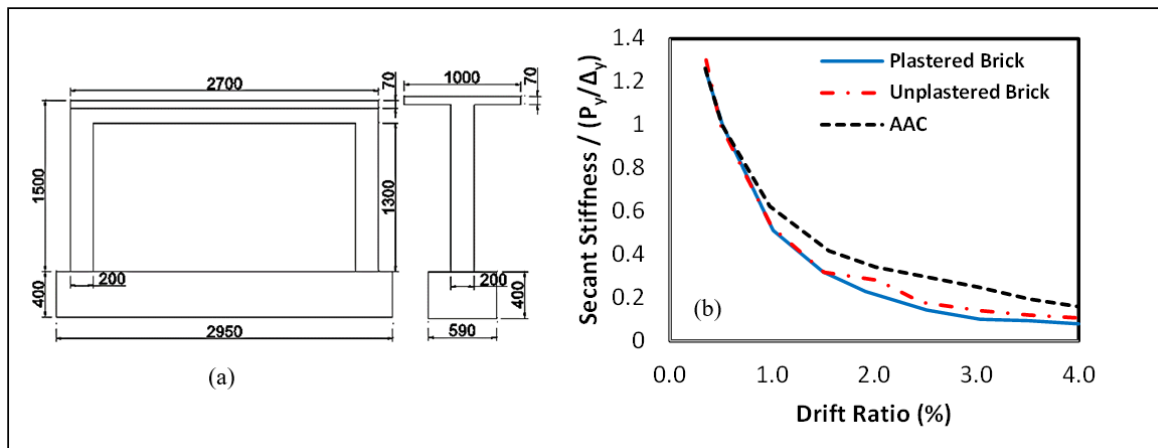 2700
70
1500
1300
200
400
2950
(a)
1000
70
200
400
590
Secant Stiffness / (Py/Δy)
1.4
1.2
1
0.8
0.6
0.4
0.2
0
Plastered Brick
Unplastered Brick
AAC
(b)
0.0 1.0 2.0 3.0 4.0
Drift Ratio (%)